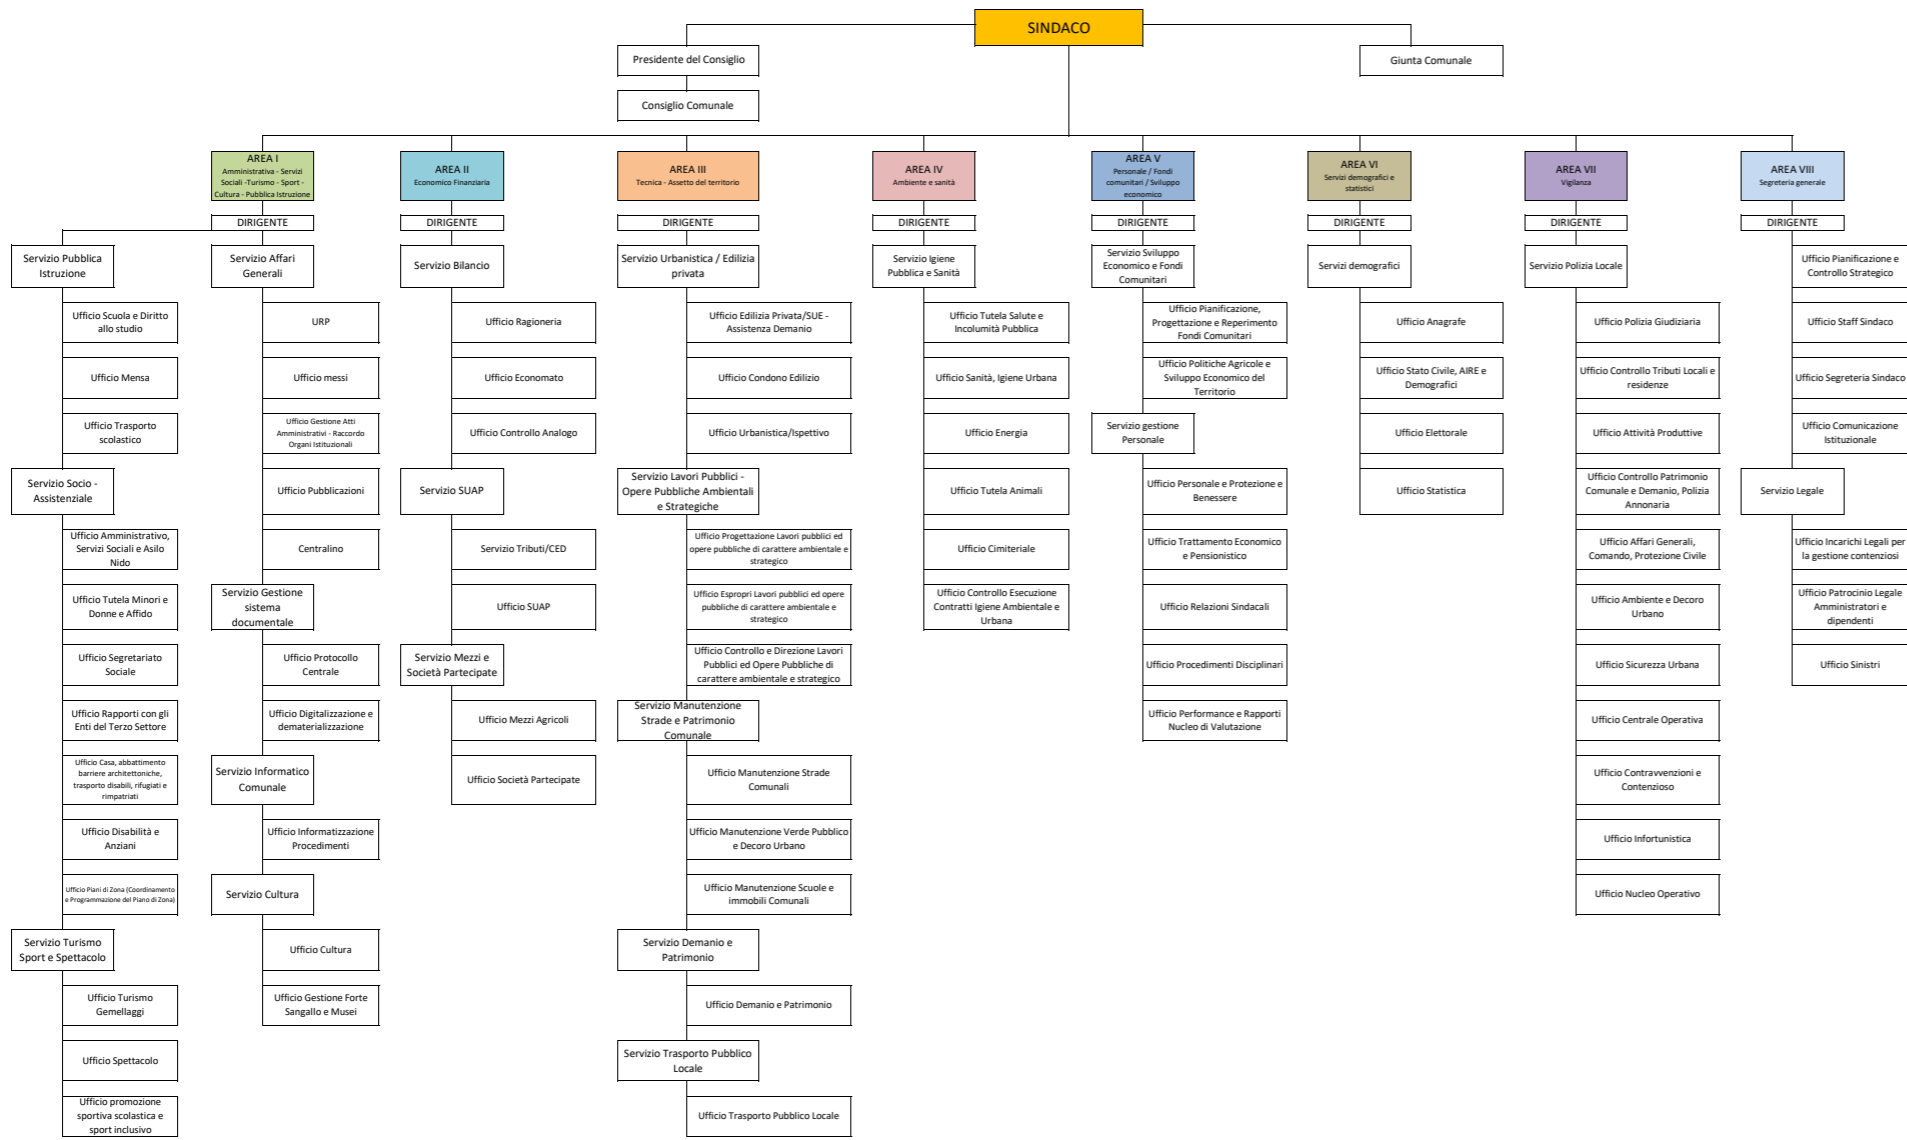 SINDACO
Presidente del Consiglio
Giunta Comunale
Consiglio Comunale
AREA I
Amministrativa - Servizi
Sociali -Turismo - Sport -
Cultura - Pubblica Istruzione
AREA II
Economico Finanziaria
AREA III
Tecnica - Assetto del territorio
AREA IV
Ambiente e sanità
AREA V
Personale / Fondi
comunitari / Sviluppo
economico
AREA VI
Servizi demografici e
statistici
AREA VII
Vigilanza
AREA VIII
Segreteria generale
DIRIGENTE
DIRIGENTE
DIRIGENTE
DIRIGENTE
DIRIGENTE
DIRIGENTE
DIRIGENTE
DIRIGENTE
Servizio Pubblica
Istruzione
Ufficio Scuola e Diritto
allo studio
Ufficio Mensa
Ufficio Trasporto
scolastico
Servizio Socio -
Assistenziale
Ufficio Amministrativo,
Servizi Sociali e Asilo
Nido
Ufficio Tutela Minori e
Donne e Affido
Ufficio Segretariato
Sociale
Ufficio Rapporti con gli
Enti del Terzo Settore
Ufficio Casa, abbattimento
barriere architettoniche,
trasporto disabili, rifugiati e
rimpatriati
Ufficio Disabilità e
Anziani
Ufficio Piani di Zona (Coordinamento
e Programmazione del Piano di Zona)
Servizio Turismo
Sport e Spettacolo
Ufficio Turismo
Gemellaggi
Ufficio Spettacolo
Ufficio promozione
sportiva scolastica e
sport inclusivo
Servizio Affari
Generali
URP
Ufficio messi
Ufficio Gestione Atti
Amministrativi - Raccordo
Organi Istituzionali
Ufficio Pubblicazioni
Centralino
Servizio Gestione
sistema
documentale
Ufficio Protocollo
Centrale
Ufficio Digitalizzazione e
dematerializzazione
Servizio Informatico
Comunale
Ufficio Informatizzazione
Procedimenti
Servizio Cultura
Ufficio Cultura
Ufficio Gestione Forte
Sangallo e Musei
Servizio Bilancio
Ufficio Ragioneria
Ufficio Economato
Ufficio Controllo Analogo
Servizio SUAP
Servizio Tributi/CED
Ufficio SUAP
Servizio Mezzi e
Società Partecipate
Ufficio Mezzi Agricoli
Ufficio Società Partecipate
Servizio Urbanistica / Edilizia
privata
Ufficio Edilizia Privata/SUE -
Assistenza Demanio
Ufficio Condono Edilizio
Ufficio Urbanistica/Ispettivo
Servizio Lavori Pubblici -
Opere Pubbliche Ambientali
e Strategiche
Ufficio Progettazione Lavori pubblici ed
opere pubbliche di carattere ambientale e
strategico
Ufficio Espropri Lavori pubblici ed opere
pubbliche di carattere ambientale e
strategico
Ufficio Controllo e Direzione Lavori
Pubblici ed Opere Pubbliche di
carattere ambientale e strategico
Servizio Manutenzione
Strade e Patrimonio
Comunale
Ufficio Manutenzione Strade
Comunali
Ufficio Manutenzione Verde Pubblico
e Decoro Urbano
Ufficio Manutenzione Scuole e
immobili Comunali
Servizio Demanio e
Patrimonio
Ufficio Demanio e Patrimonio
Servizio Trasporto Pubblico
Locale
Ufficio Trasporto Pubblico Locale
Servizio Igiene
Pubblica e Sanità
Ufficio Tutela Salute e
Incolumità Pubblica
Ufficio Sanità, Igiene Urbana
Ufficio Energia
Ufficio Tutela Animali
Ufficio Cimiteriale
Ufficio Controllo Esecuzione
Contratti Igiene Ambientale e
Urbana
Servizio Sviluppo
Economico e Fondi
Comunitari
Ufficio Pianificazione,
Progettazione e Reperimento
Fondi Comunitari
Ufficio Politiche Agricole e
Sviluppo Economico del
Territorio
Servizio gestione
Personale
Ufficio Personale e Protezione e
Benessere
Ufficio Trattamento Economico
e Pensionistico
Ufficio Relazioni Sindacali
Ufficio Procedimenti Disciplinari
Ufficio Performance e Rapporti
Nucleo di Valutazione
Servizi demografici
Ufficio Anagrafe
Ufficio Stato Civile, AIRE e
Demografici
Ufficio Elettorale
Ufficio Statistica
Servizio Polizia Locale
Ufficio Polizia Giudiziaria
Ufficio Controllo Tributi Locali e
residenze
Ufficio Attività Produttive
Ufficio Controllo Patrimonio
Comunale e Demanio, Polizia
Annonaria
Ufficio Affari Generali,
Comando, Protezione Civile
Ufficio Ambiente e Decoro
Urbano
Ufficio Sicurezza Urbana
Ufficio Centrale Operativa
Ufficio Contravvenzioni e
Contenzioso
Ufficio Infortunistica
Ufficio Nucleo Operativo
Ufficio Pianificazione e
Controllo Strategico
Ufficio Staff Sindaco
Ufficio Segreteria Sindaco
Ufficio Comunicazione
Istituzionale
Servizio Legale
Ufficio Incarichi Legali per
la gestione contenziosi
Ufficio Patrocinio Legale
Amministratori e
dipendenti
Ufficio Sinistri